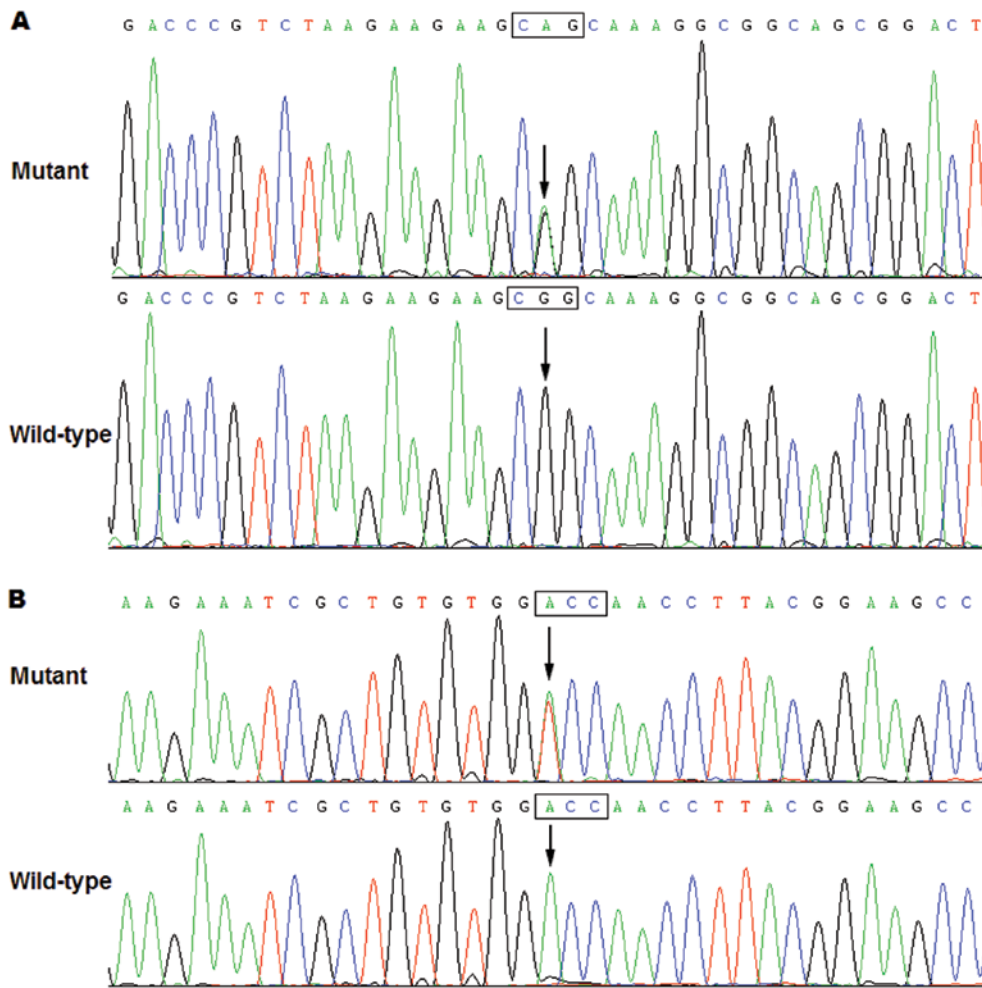 A G A C C C G T C T A A G A A G A A G C A G C A A A G G C G G C A G C G G A C T
Mutant
G A C C C G T C T A A G A A G A A G C G G C A A A G G C G G C A G C G G A C T
Wild-type
B A A G A A A T C G C T G T G T G G A C C A A C C T T A C G G A A G C C
Mutant
A A G A A A T C G C T G T G T G G A C C A A C C T T A C G G A A G C C
Wild-type